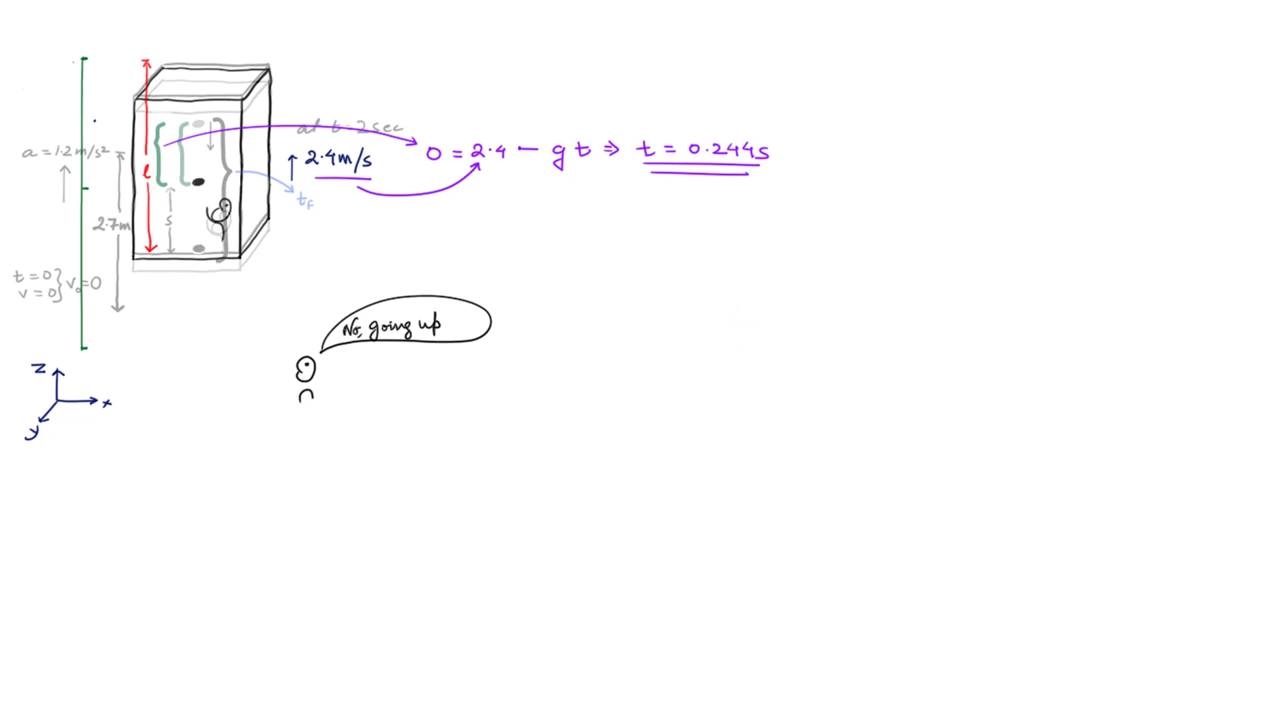 at t=2sec
a = 1.2 m/s²
2.4m/s
0 = 2.4 - gt ⇒ t = 0.244s
l
t_F
2.7m
s
t=0 } v₀=0
v=0
No, going up
z
x
y